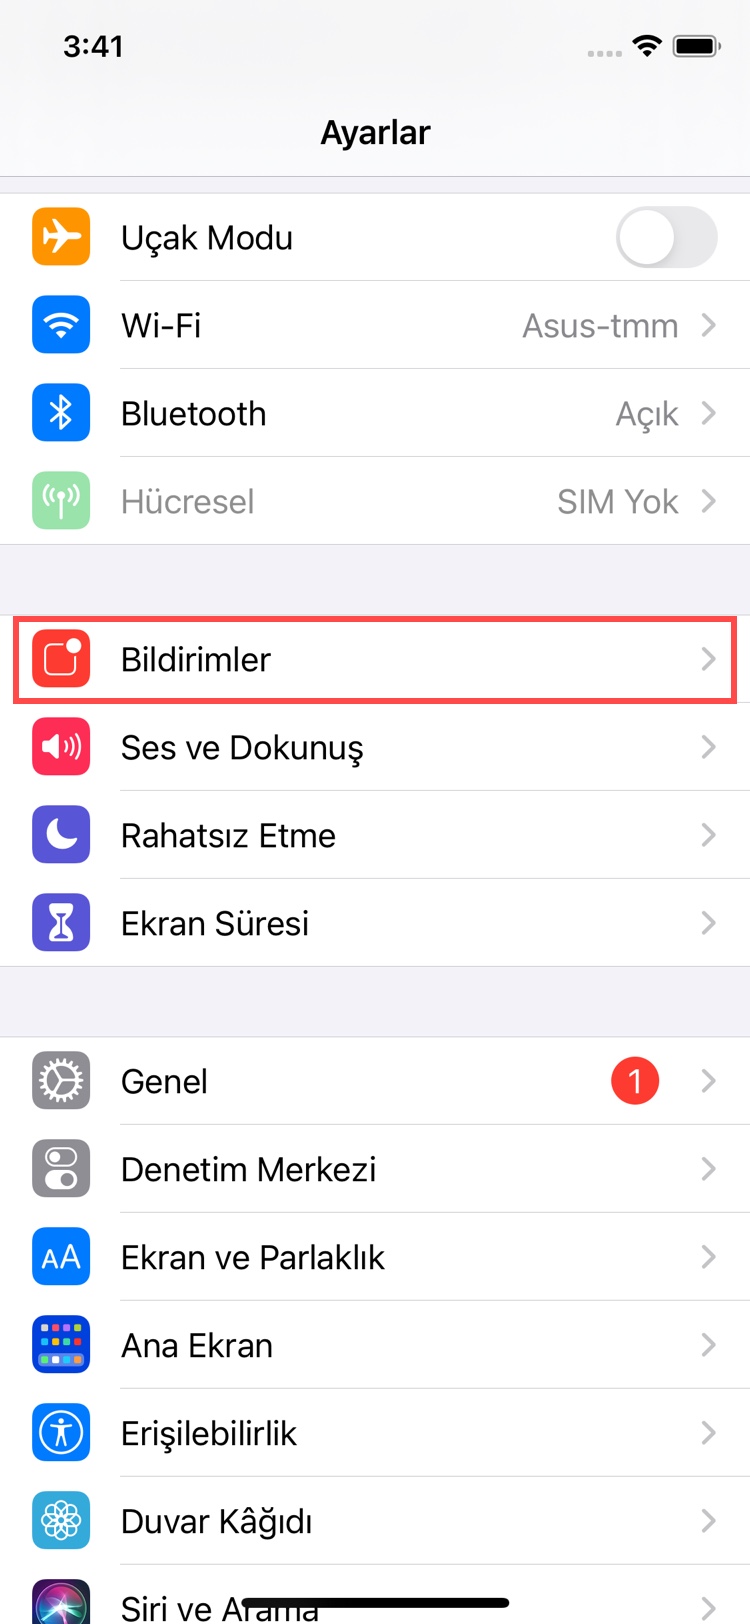 3:41
Ayarlar
Uçak Modu
Wi-Fi Asus-tmm
Bluetooth Açık
Hücresel SIM Yok
Bildirimler
Ses ve Dokunuş
Rahatsız Etme
Ekran Süresi
Genel 1
Denetim Merkezi
AA Ekran ve Parlaklık
Ana Ekran
Erişilebilirlik
Duvar Kâğıdı
Siri ve Arama